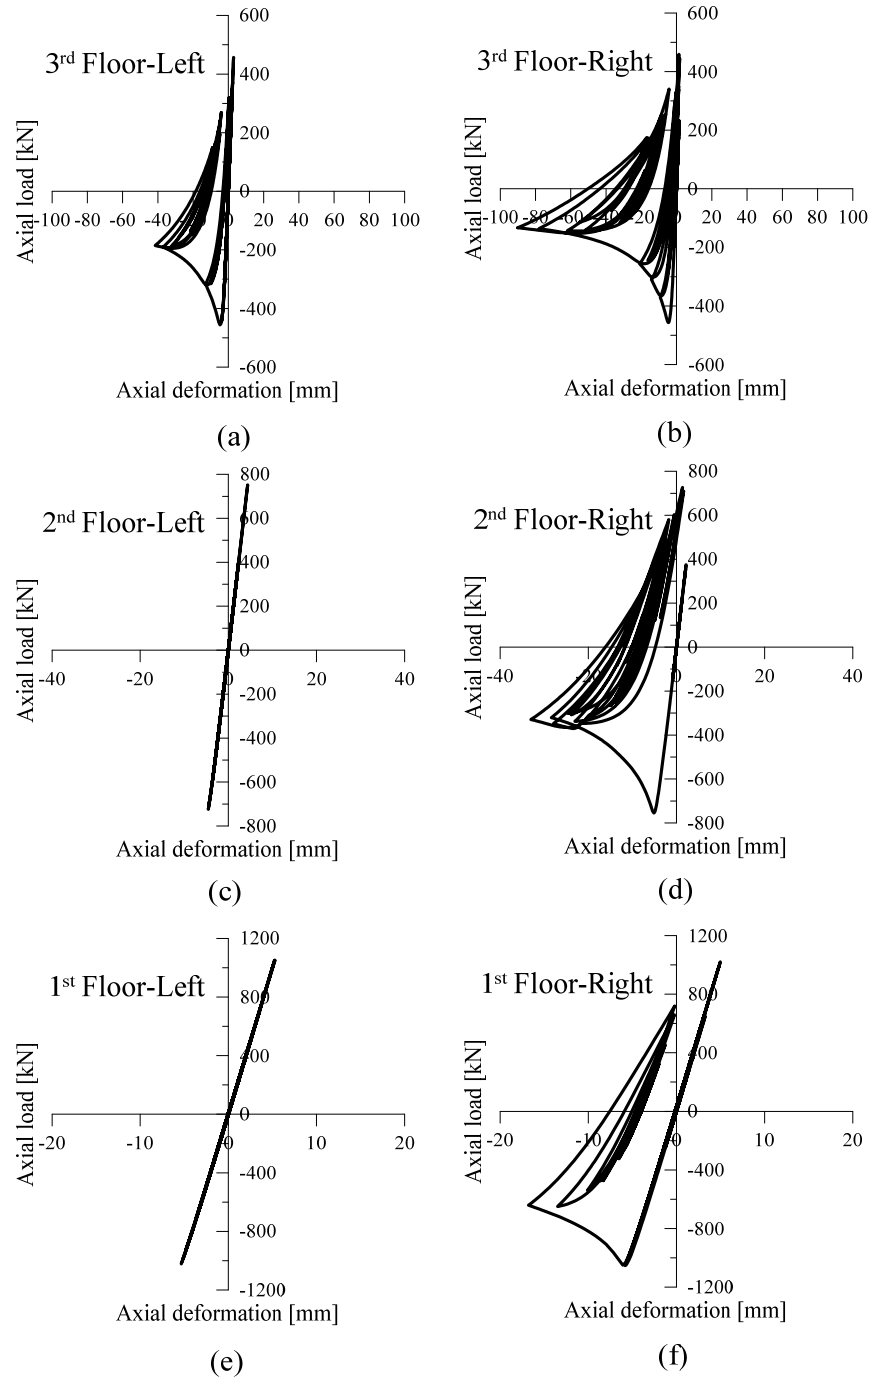 3rd Floor-Left
Axial load [kN]
600
400
200
0
-200
-400
-600
-100 -80 -60 -40 -20 0 20 40 60 80 100
Axial deformation [mm]
(a)
3rd Floor-Right
Axial load [kN]
600
400
200
0
-200
-400
-600
-100 -80 -60 -40 -20 0 20 40 60 80 100
Axial deformation [mm]
(b)
2nd Floor-Left
Axial load [kN]
800
600
400
200
0
-200
-400
-600
-800
-40 -20 0 20 40
Axial deformation [mm]
(c)
2nd Floor-Right
Axial load [kN]
800
600
400
200
0
-200
-400
-600
-800
-40 -20 0 20 40
Axial deformation [mm]
(d)
1st Floor-Left
Axial load [kN]
1200
800
400
0
-400
-800
-1200
-20 -10 0 10 20
Axial deformation [mm]
(e)
1st Floor-Right
Axial load [kN]
1200
800
400
0
-400
-800
-1200
-20 -10 0 10 20
Axial deformation [mm]
(f)